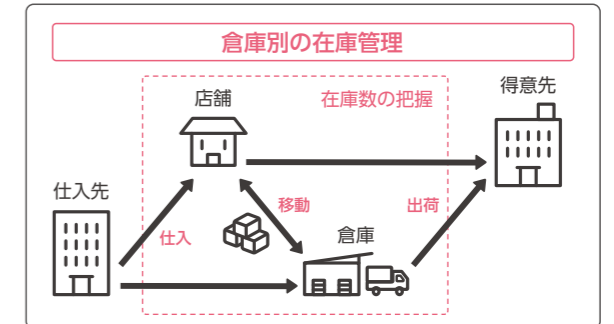 倉庫別の在庫管理
店舗
在庫数の把握
得意先
仕入先
移動
出荷
仕入
倉庫